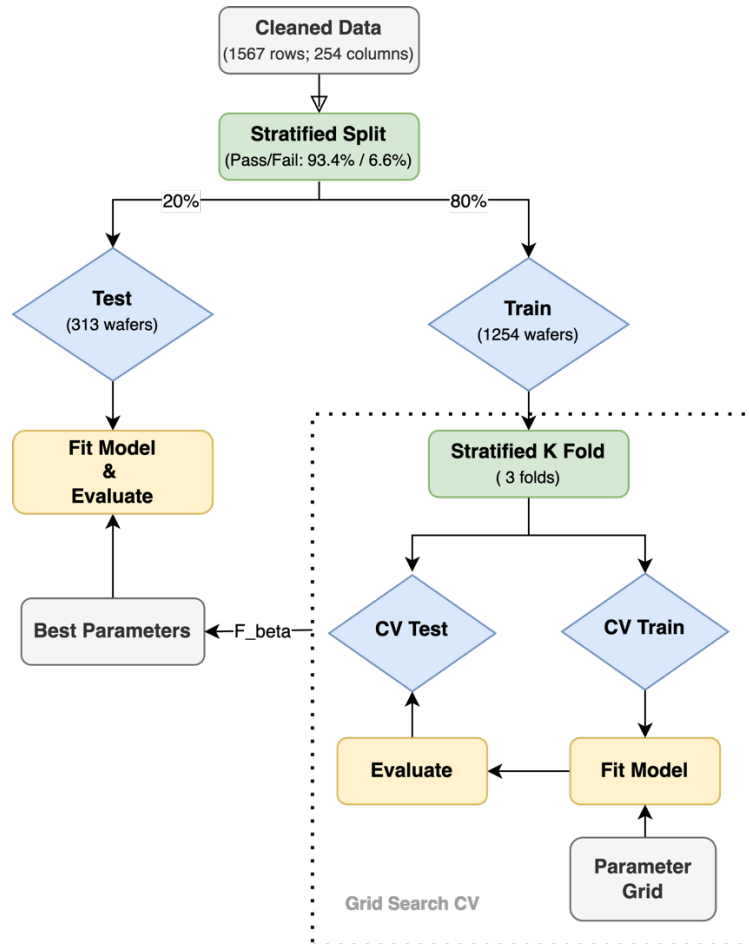 Cleaned Data
(1567 rows; 254 columns)
Stratified Split
(Pass/Fail: 93.4% / 6.6%)
20%
80%
Test
(313 wafers)
Train
(1254 wafers)
Fit Model
&
Evaluate
Stratified K Fold
( 3 folds)
Best Parameters
F_beta
CV Test
CV Train
Evaluate
Fit Model
Parameter
Grid
Grid Search CV